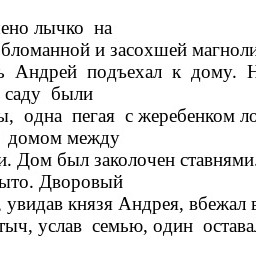 ено лычко на
бломанной и засохшей магноли
ь Андрей подъехал к дому. Н
саду были
ы, одна пегая с жеребенком ло
домом между
и. Дом был заколочен ставнями.
ыто. Дворовый
, увидав князя Андрея, вбежал в
тыч, услав семью, один остава